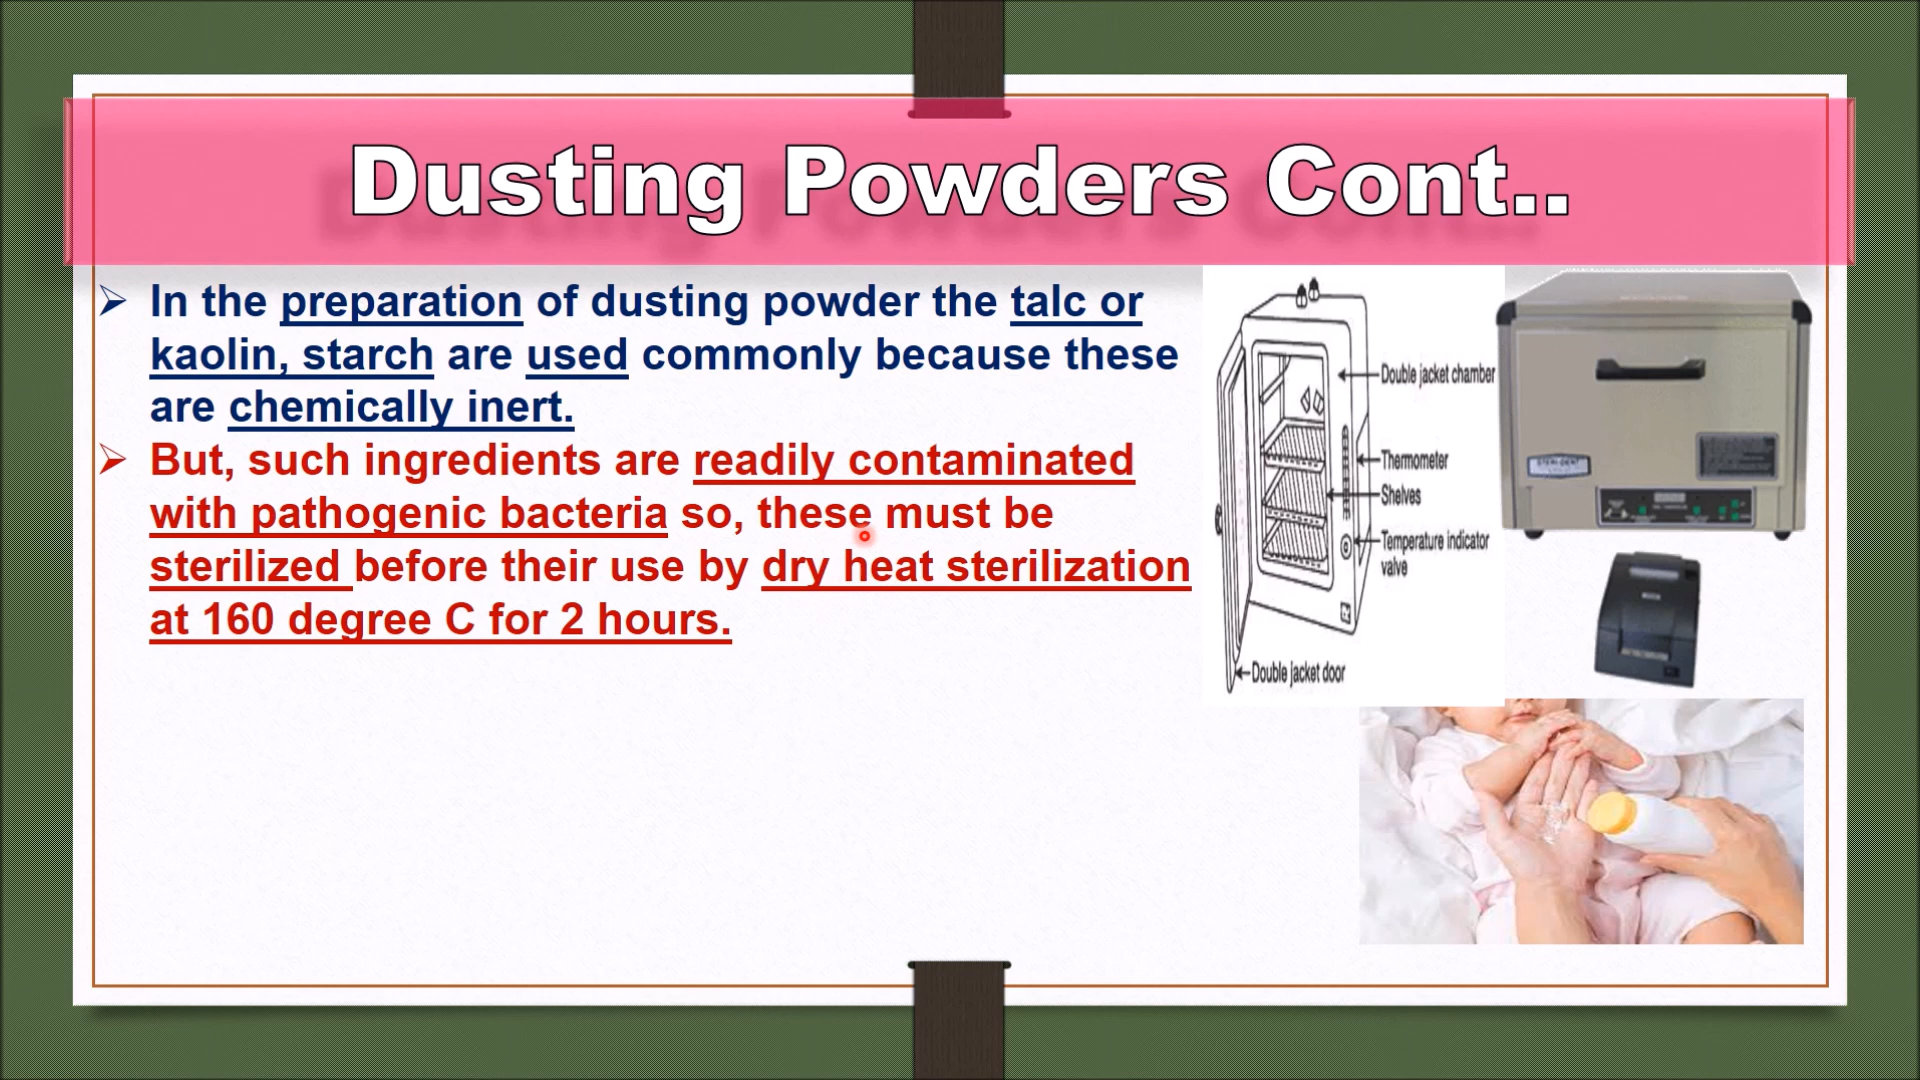 Dusting Powders Cont..
➢ In the preparation of dusting powder the talc or
kaolin, starch are used commonly because these
are chemically inert.
➢ But, such ingredients are readily contaminated
with pathogenic bacteria so, these must be
sterilized before their use by dry heat sterilization
at 160 degree C for 2 hours.
Double jacket chamber
Thermometer
Shelves
Temperature indicator
valve
Double jacket door
STERI-DENT